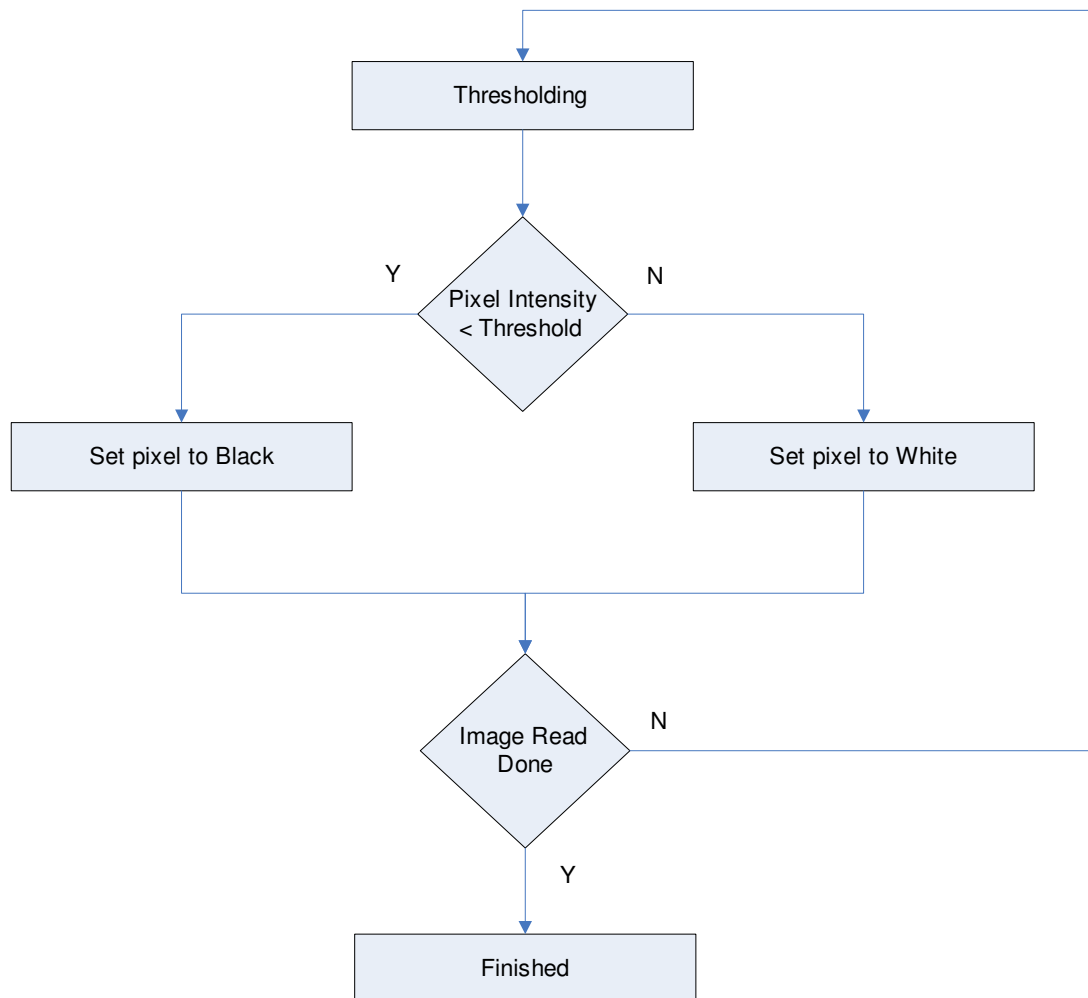 Thresholding
Y
N
Pixel Intensity
< Threshold
Set pixel to Black
Set pixel to White
N
Image Read
Done
Y
Finished